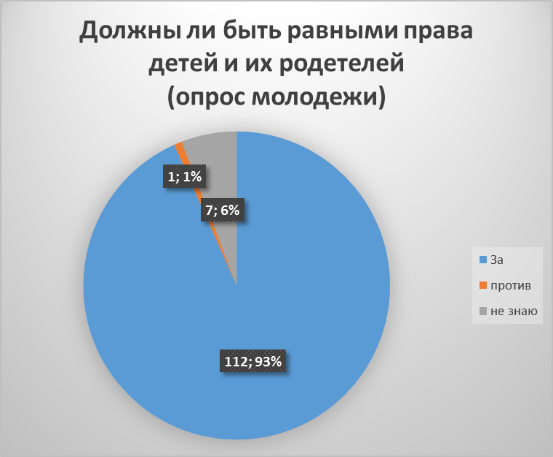 Должны ли быть равными права
детей и их родетелей
(опрос молодежи)
1; 1%
7; 6%
112; 93%
За
против
не знаю